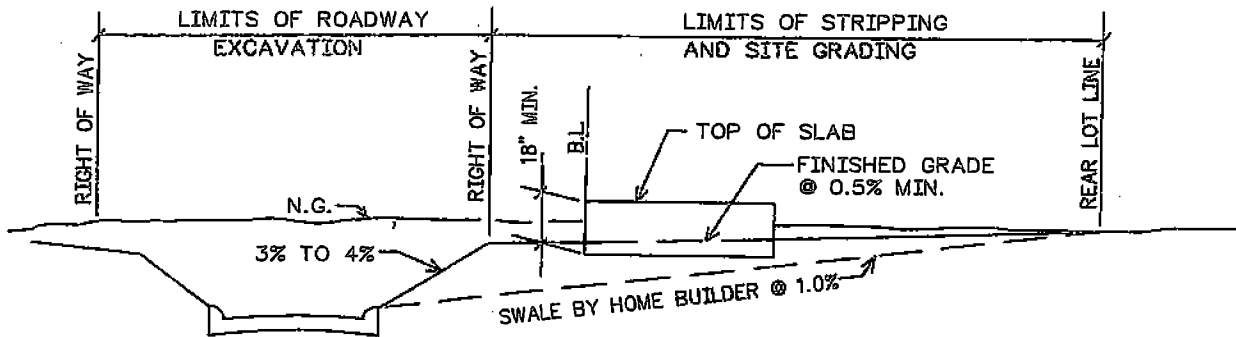 LIMITS OF ROADWAY
EXCAVATION
LIMITS OF STRIPPING
AND SITE GRADING
RIGHT OF WAY
RIGHT OF WAY
18" MIN.
B.L.
TOP OF SLAB
FINISHED GRADE
@ 0.5% MIN.
REAR LOT LINE
N.G.
3% TO 4%
SWALE BY HOME BUILDER @ 1.0%